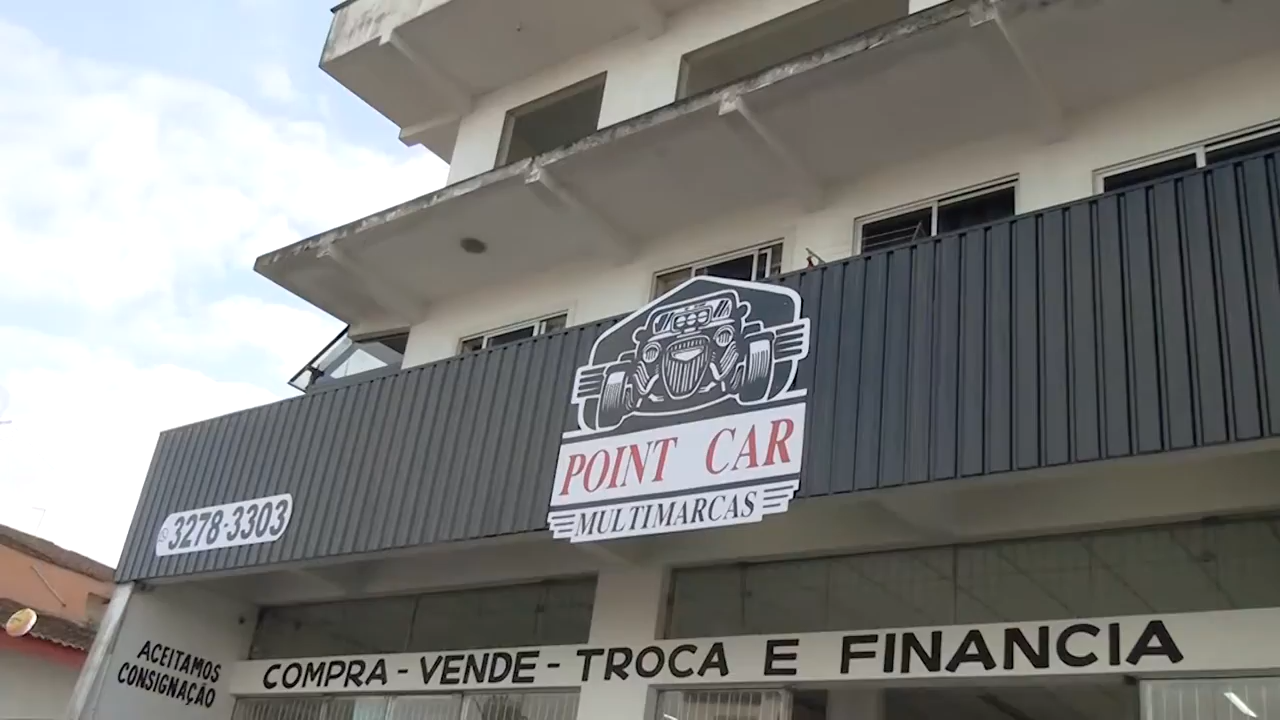 POINT CAR
MULTIMARCAS
3278-3303
ACEITAMOS
CONSIGNAÇÃO
COMPRA - VENDE - TROCA E FINANCIA